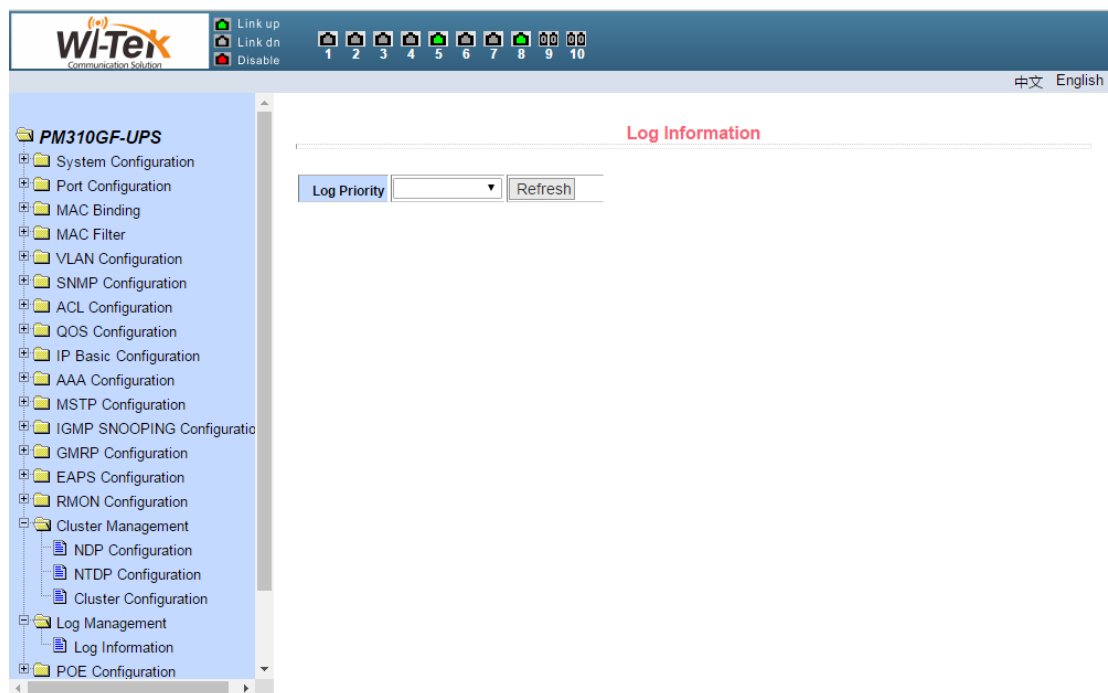 WI-Tek
Communication Solution
Link up
Link dn
Disable
1 2 3 4 5 6 7 8 9 10
中文 English
PM310GF-UPS
System Configuration
Port Configuration
MAC Binding
MAC Filter
VLAN Configuration
SNMP Configuration
ACL Configuration
QOS Configuration
IP Basic Configuration
AAA Configuration
MSTP Configuration
IGMP SNOOPING Configuratio
GMRP Configuration
EAPS Configuration
RMON Configuration
Cluster Management
NDP Configuration
NTDP Configuration
Cluster Configuration
Log Management
Log Information
POE Configuration
Log Information
Log Priority Refresh